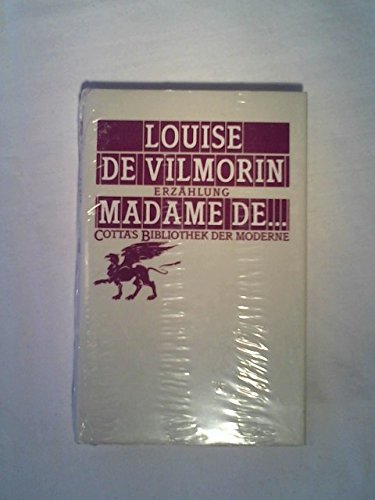 LOUISE
DE VILMORIN
ERZÄHLUNG
MADAME DE...
COTTA'S BIBLIOTHEK DER MODERNE